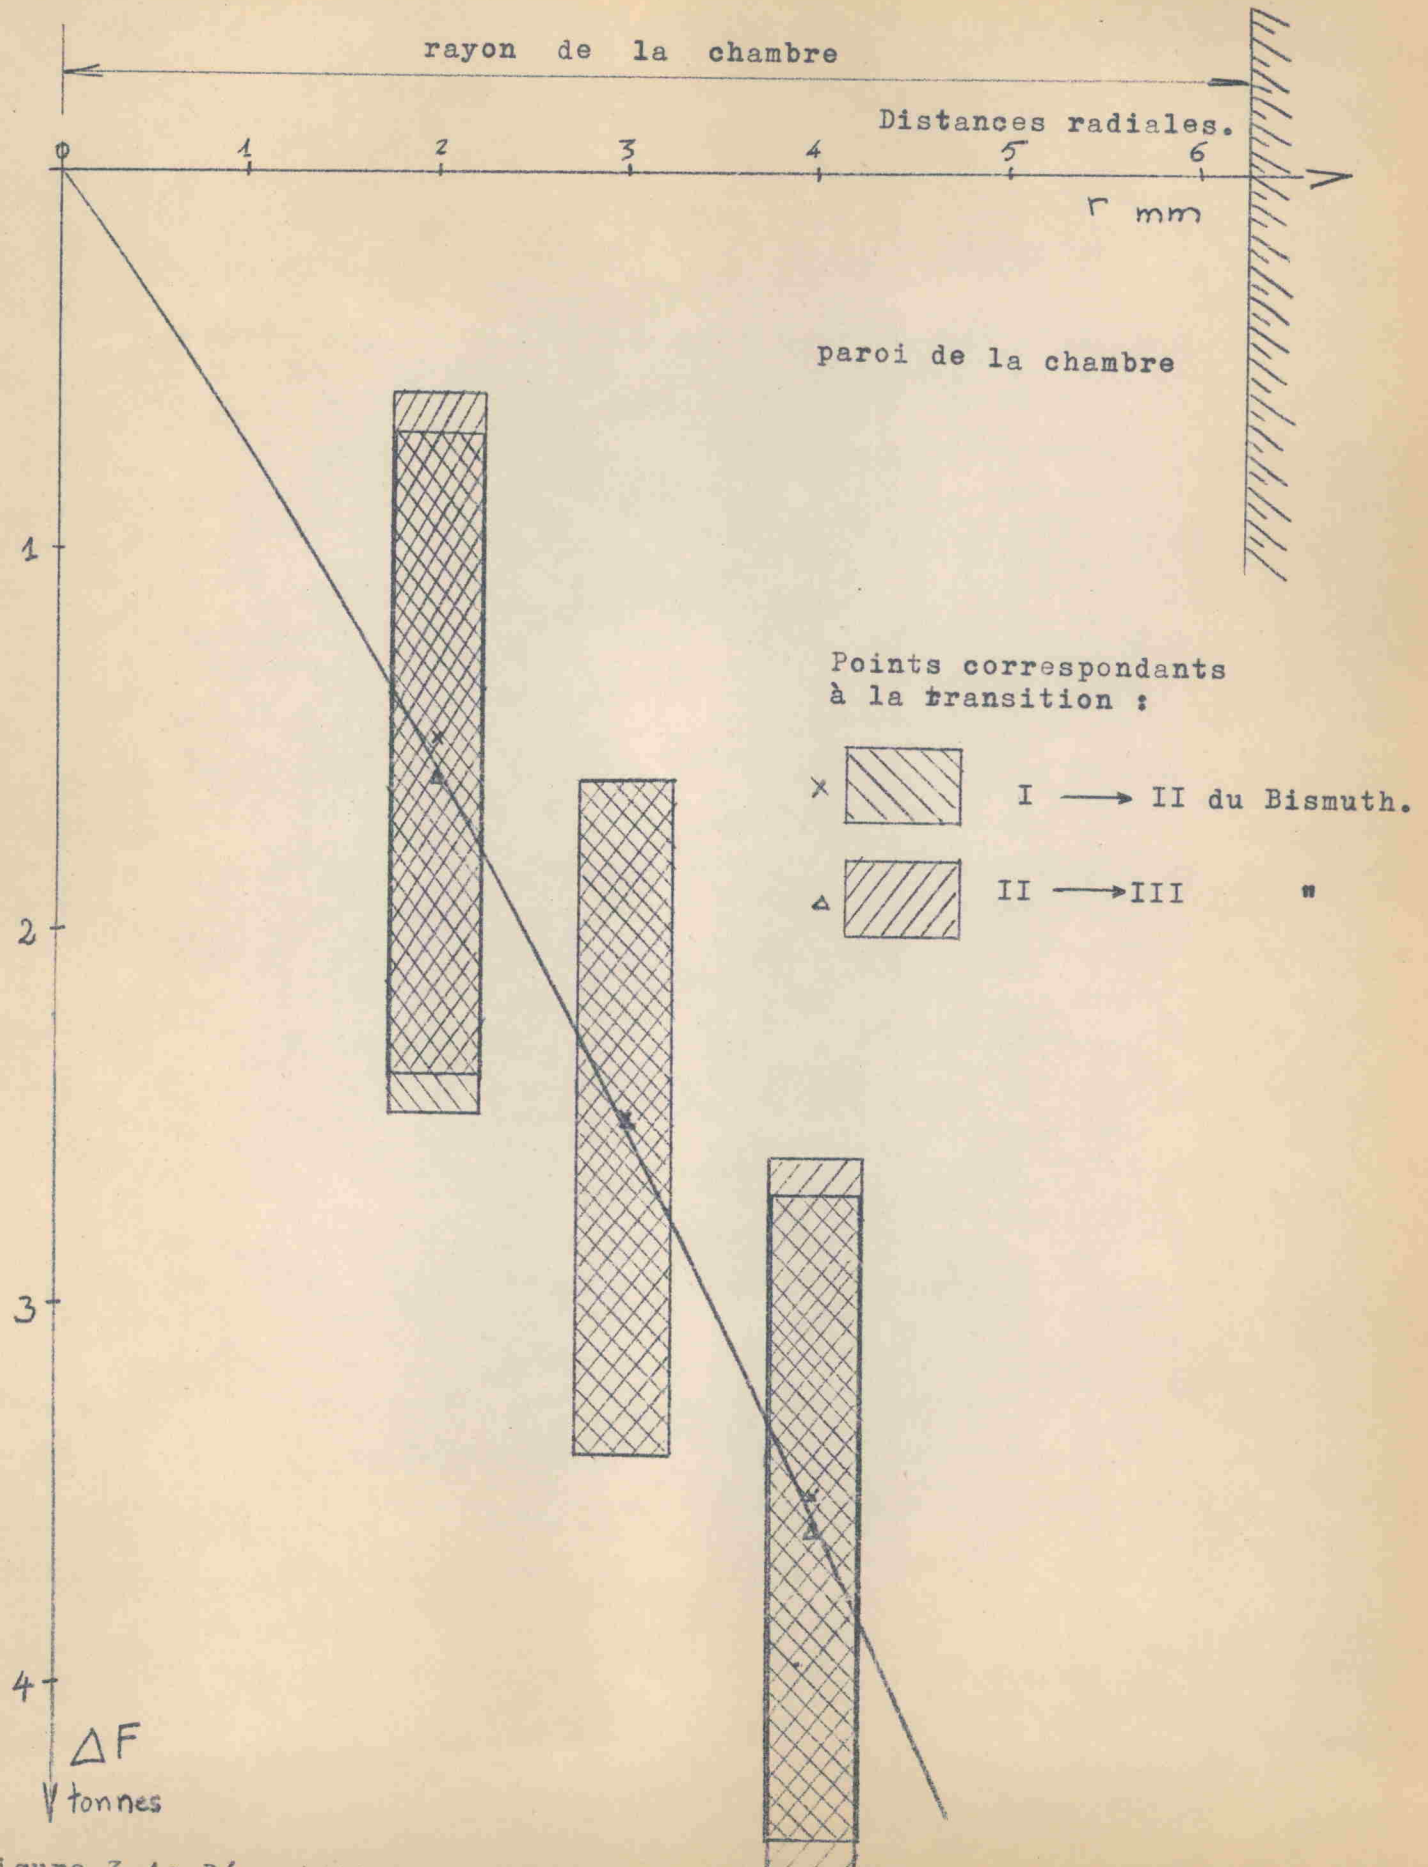 rayon de la chambre
Distances radiales.
0 1 2 3 4 5 6
r mm
paroi de la chambre
1
Points correspondants
à la transition :
x I ⟶ II du Bismuth.
2
Δ II ⟶ III "
3
4
ΔF
tonnes